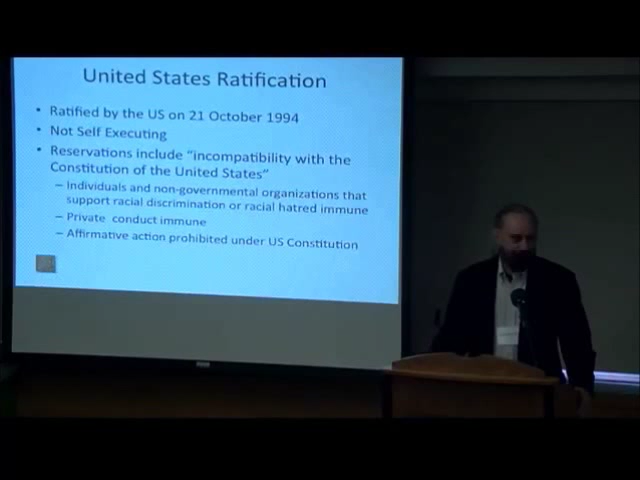 United States Ratification
• Ratified by the US on 21 October 1994
• Not Self Executing
• Reservations include “incompatibility with the
Constitution of the United States”
– Individuals and non-governmental organizations that
support racial discrimination or racial hatred immune
– Private conduct immune
– Affirmative action prohibited under US Constitution